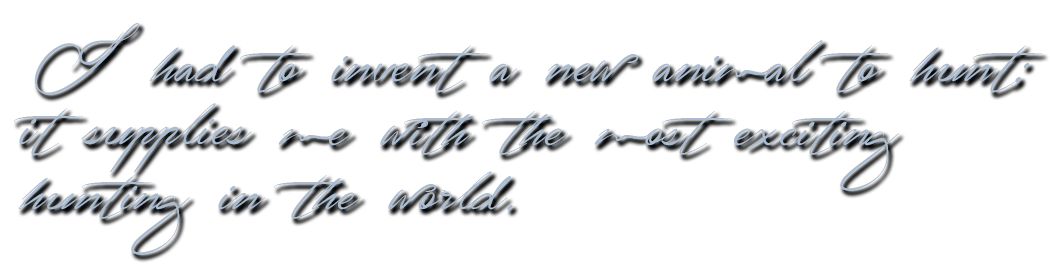 I had to invent a new animal to hunt;
it supplies me with the most exciting
hunting in the world.